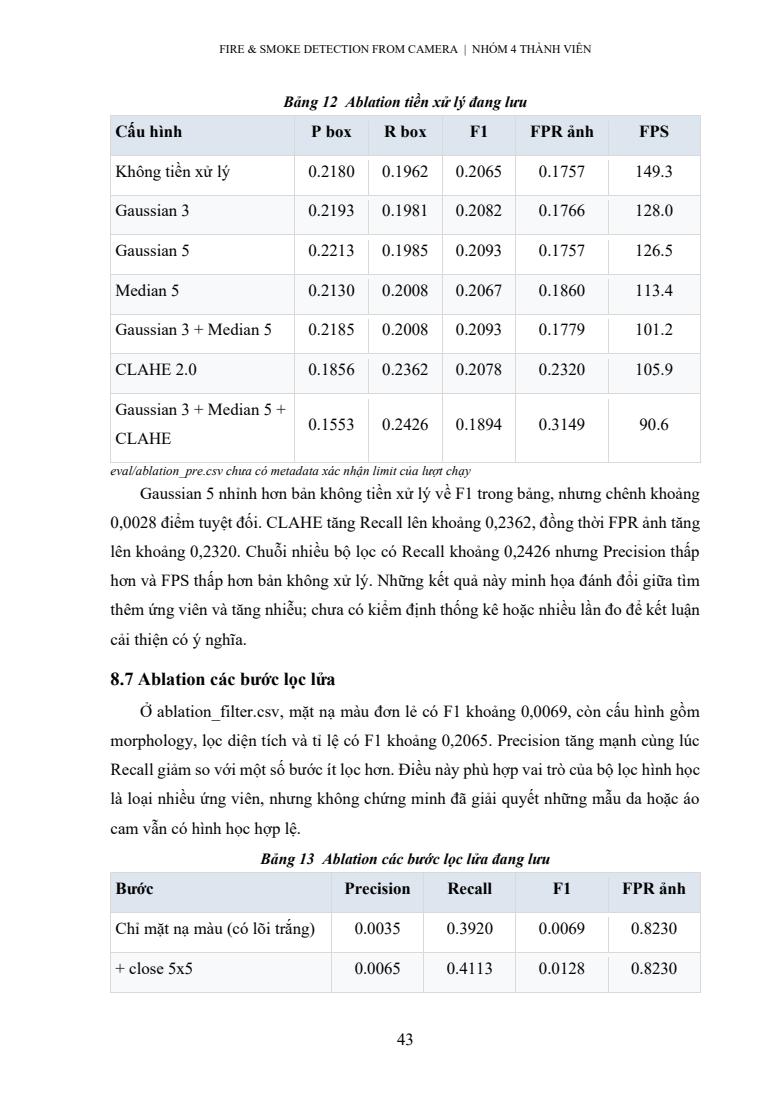 FIRE & SMOKE DETECTION FROM CAMERA | NHÓM 4 THÀNH VIÊN
Bảng 12 Ablation tiền xử lý đang lưu
Cấu hình P box R box F1 FPR ảnh FPS
Không tiền xử lý 0.2180 0.1962 0.2065 0.1757 149.3
Gaussian 3 0.2193 0.1981 0.2082 0.1766 128.0
Gaussian 5 0.2213 0.1985 0.2093 0.1757 126.5
Median 5 0.2130 0.2008 0.2067 0.1860 113.4
Gaussian 3 + Median 5 0.2185 0.2008 0.2093 0.1779 101.2
CLAHE 2.0 0.1856 0.2362 0.2078 0.2320 105.9
Gaussian 3 + Median 5 +
CLAHE 0.1553 0.2426 0.1894 0.3149 90.6
eval/ablation_pre.csv chưa có metadata xác nhận limit của lượt chạy
Gaussian 5 nhỉnh hơn bản không tiền xử lý về F1 trong bảng, nhưng chênh khoảng
0,0028 điểm tuyệt đối. CLAHE tăng Recall lên khoảng 0,2362, đồng thời FPR ảnh tăng
lên khoảng 0,2320. Chuỗi nhiều bộ lọc có Recall khoảng 0,2426 nhưng Precision thấp
hơn và FPS thấp hơn bản không xử lý. Những kết quả này minh họa đánh đổi giữa tìm
thêm ứng viên và tăng nhiễu; chưa có kiểm định thống kê hoặc nhiều lần đo để kết luận
cải thiện có ý nghĩa.
8.7 Ablation các bước lọc lửa
Ở ablation_filter.csv, mặt nạ màu đơn lẻ có F1 khoảng 0,0069, còn cấu hình gồm
morphology, lọc diện tích và tỉ lệ có F1 khoảng 0,2065. Precision tăng mạnh cùng lúc
Recall giảm so với một số bước ít lọc hơn. Điều này phù hợp vai trò của bộ lọc hình học
là loại nhiều ứng viên, nhưng không chứng minh đã giải quyết những mẫu da hoặc áo
cam vẫn có hình học hợp lệ.
Bảng 13 Ablation các bước lọc lửa đang lưu
Bước Precision Recall F1 FPR ảnh
Chỉ mặt nạ màu (có lõi trắng) 0.0035 0.3920 0.0069 0.8230
+ close 5x5 0.0065 0.4113 0.0128 0.8230
43